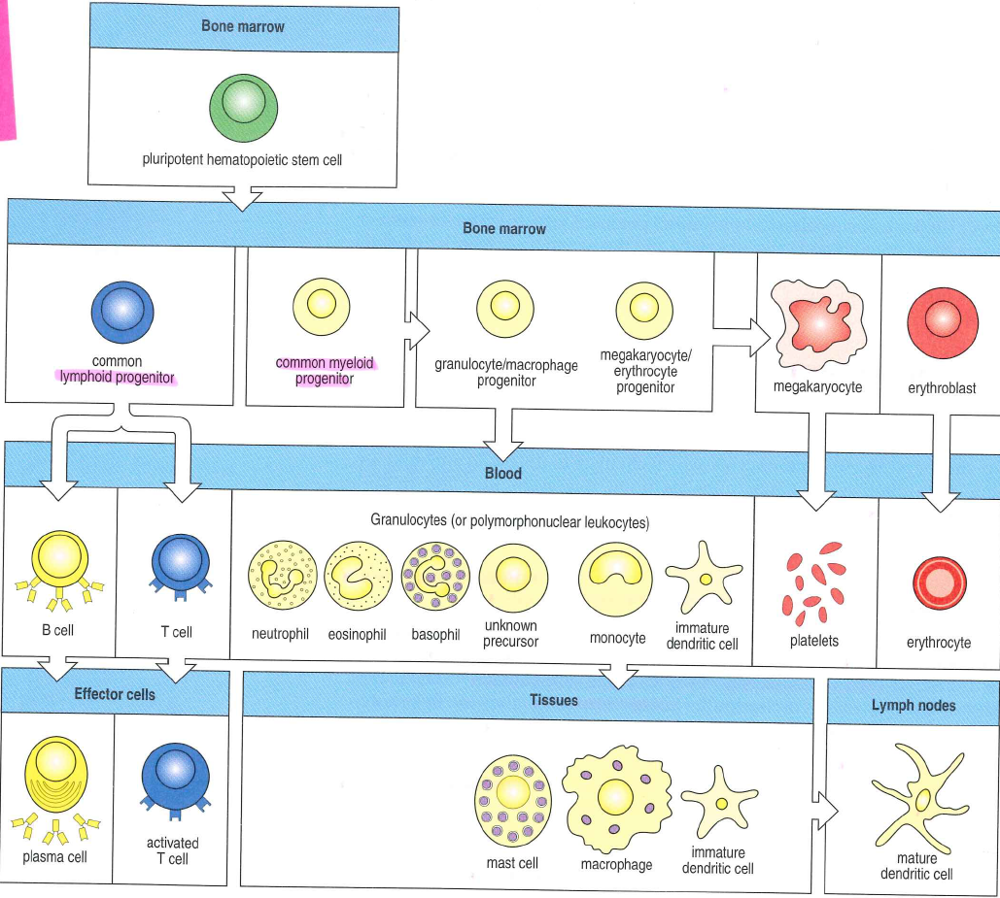 Bone marrow
pluripotent hematopoietic stem cell
Bone marrow
common
lymphoid progenitor
common myeloid
progenitor
granulocyte/macrophage
progenitor
megakaryocyte/
erythrocyte
progenitor
megakaryocyte
erythroblast
Blood
Granulocytes (or polymorphonuclear leukocytes)
B cell
T cell
neutrophil
eosinophil
basophil
unknown
precursor
monocyte
immature
dendritic cell
platelets
erythrocyte
Effector cells
Tissues
Lymph nodes
plasma cell
activated
T cell
mast cell
macrophage
immature
dendritic cell
mature
dendritic cell